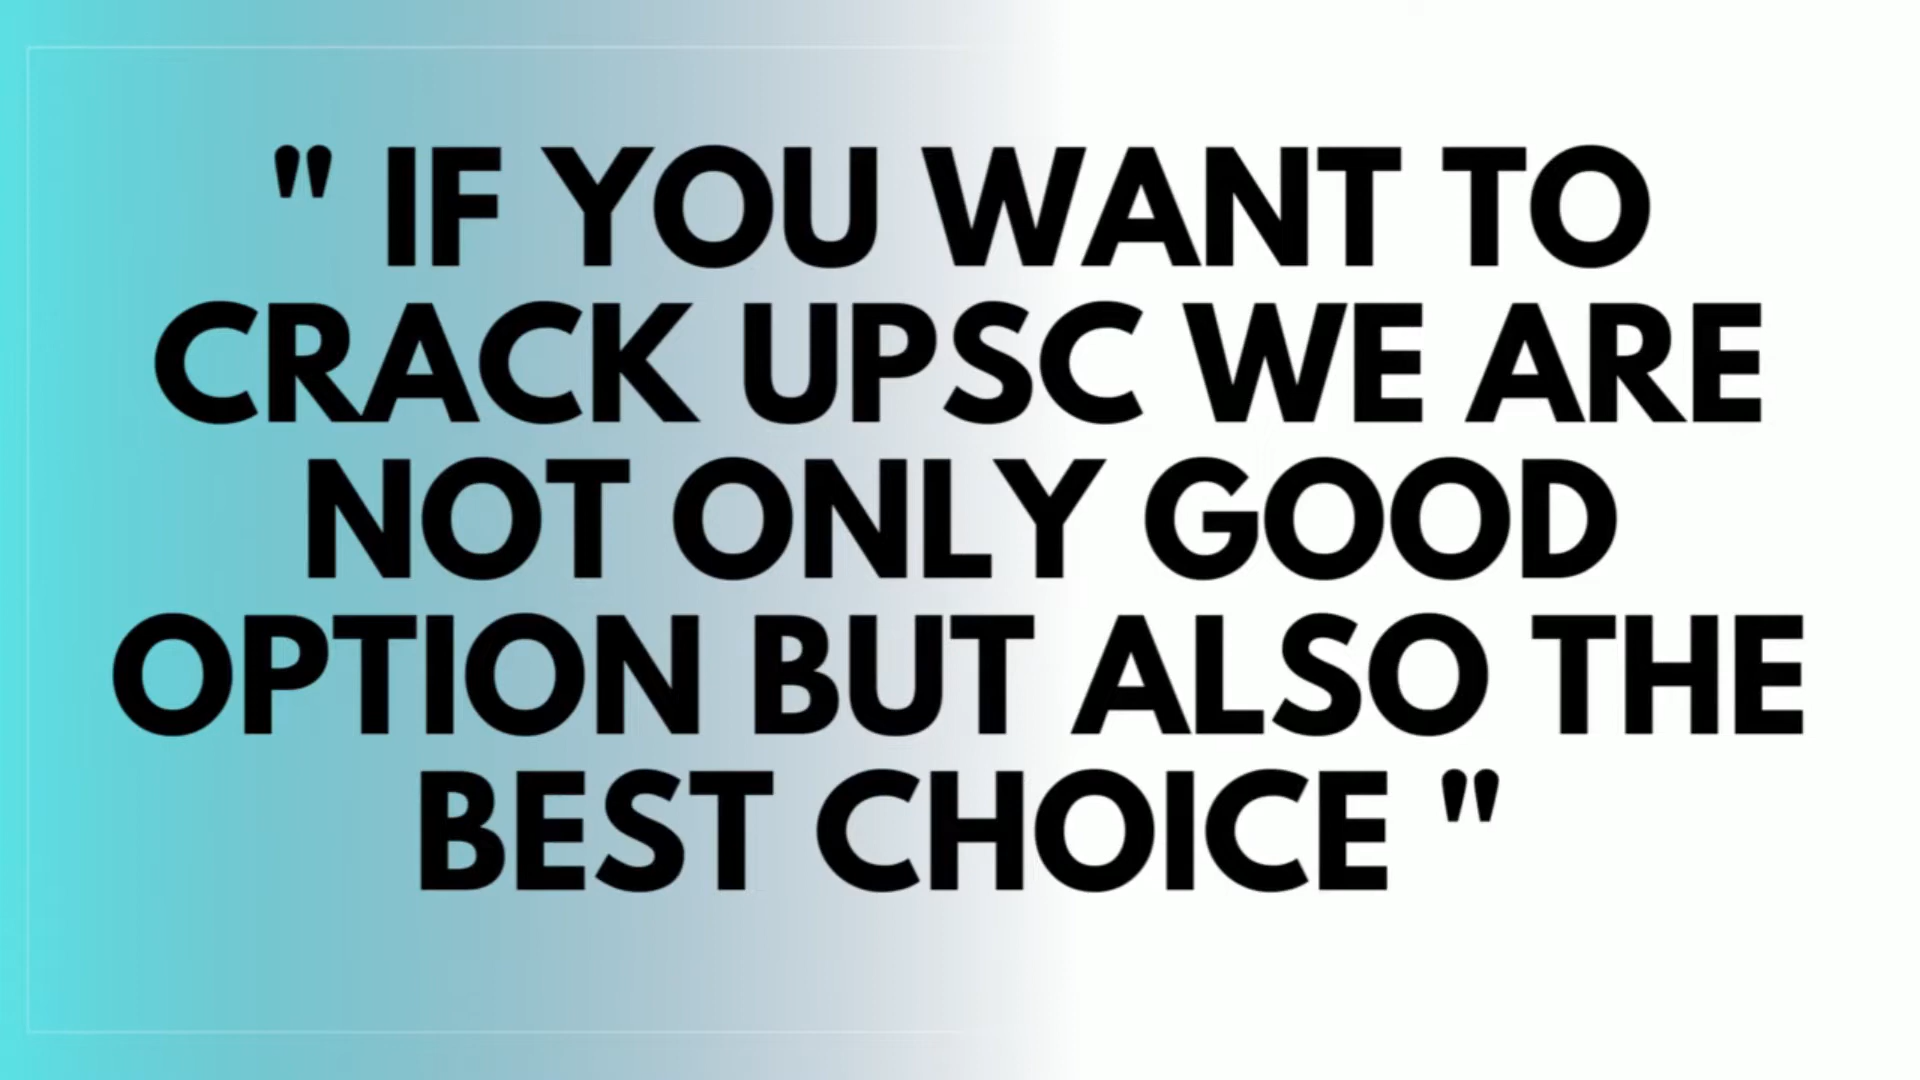 " IF YOU WANT TO
CRACK UPSC WE ARE
NOT ONLY GOOD
OPTION BUT ALSO THE
BEST CHOICE "